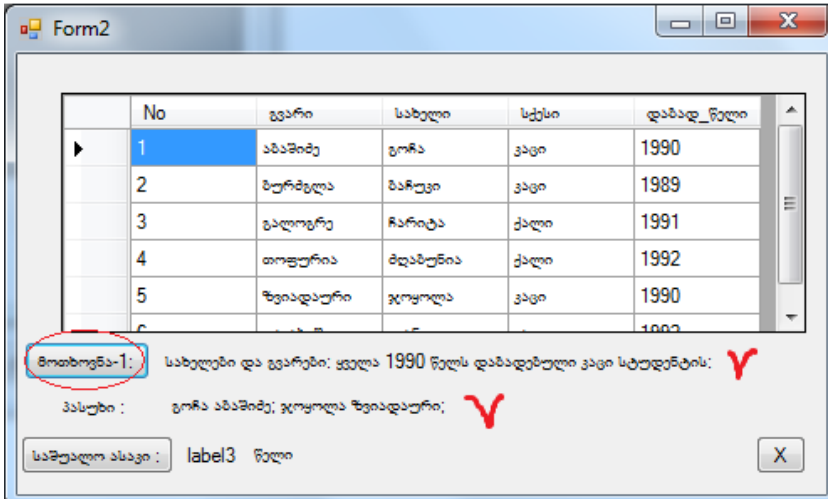 Form2
No გვარი სახელი სქესი დაბად_წელი
1 აბაშიძე გოჩა კაცი 1990
2 ბურძგლა ბაჩუკი კაცი 1989
3 გალოგრე ჩარიტა ქალი 1991
4 თოფურია ძღაბუნია ქალი 1992
5 ზვიადაური ჯოყოლა კაცი 1990
მოთხოვნა-1: სახელები და გვარები: ყველა 1990 წელს დაბადებული კაცი სტუდენტის;
პასუხი : გოჩა აბაშიძე; ჯოყოლა ზვიადაური;
საშუალო ასაკი : label3 წელი X